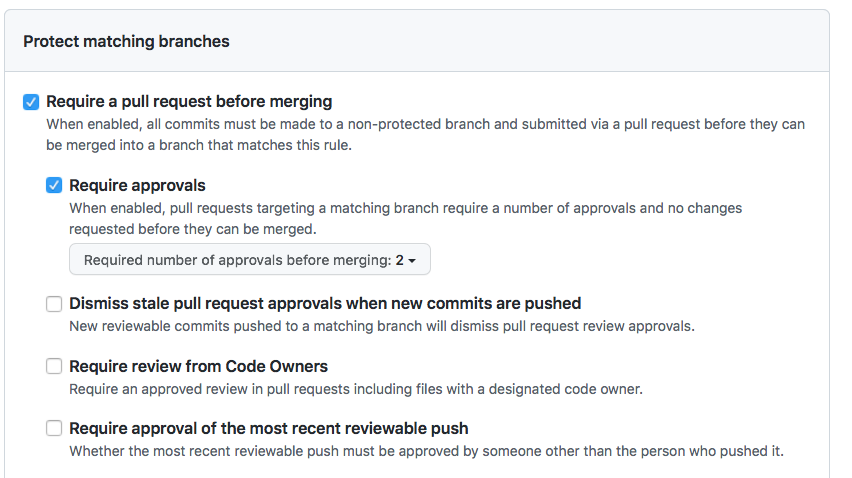 Protect matching branches
Require a pull request before merging
When enabled, all commits must be made to a non-protected branch and submitted via a pull request before they can
be merged into a branch that matches this rule.
Require approvals
When enabled, pull requests targeting a matching branch require a number of approvals and no changes
requested before they can be merged.
Required number of approvals before merging: 2
Dismiss stale pull request approvals when new commits are pushed
New reviewable commits pushed to a matching branch will dismiss pull request review approvals.
Require review from Code Owners
Require an approved review in pull requests including files with a designated code owner.
Require approval of the most recent reviewable push
Whether the most recent reviewable push must be approved by someone other than the person who pushed it.